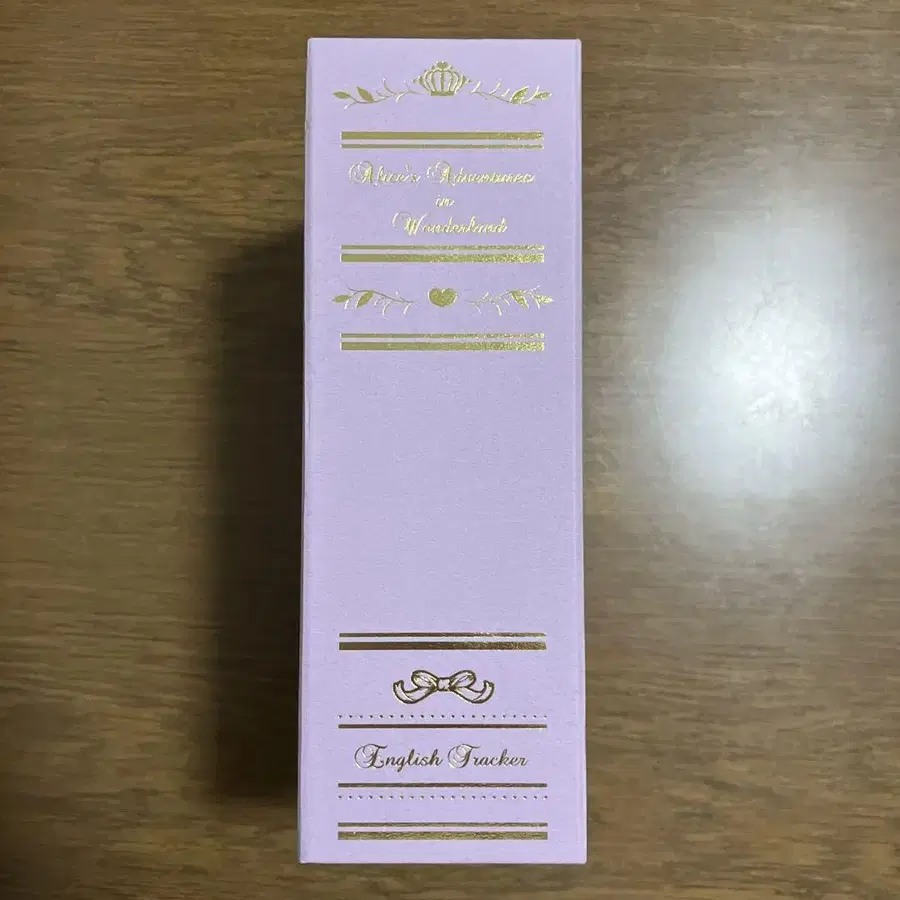 Alice's Adventures
in
Wonderland
English Tracker